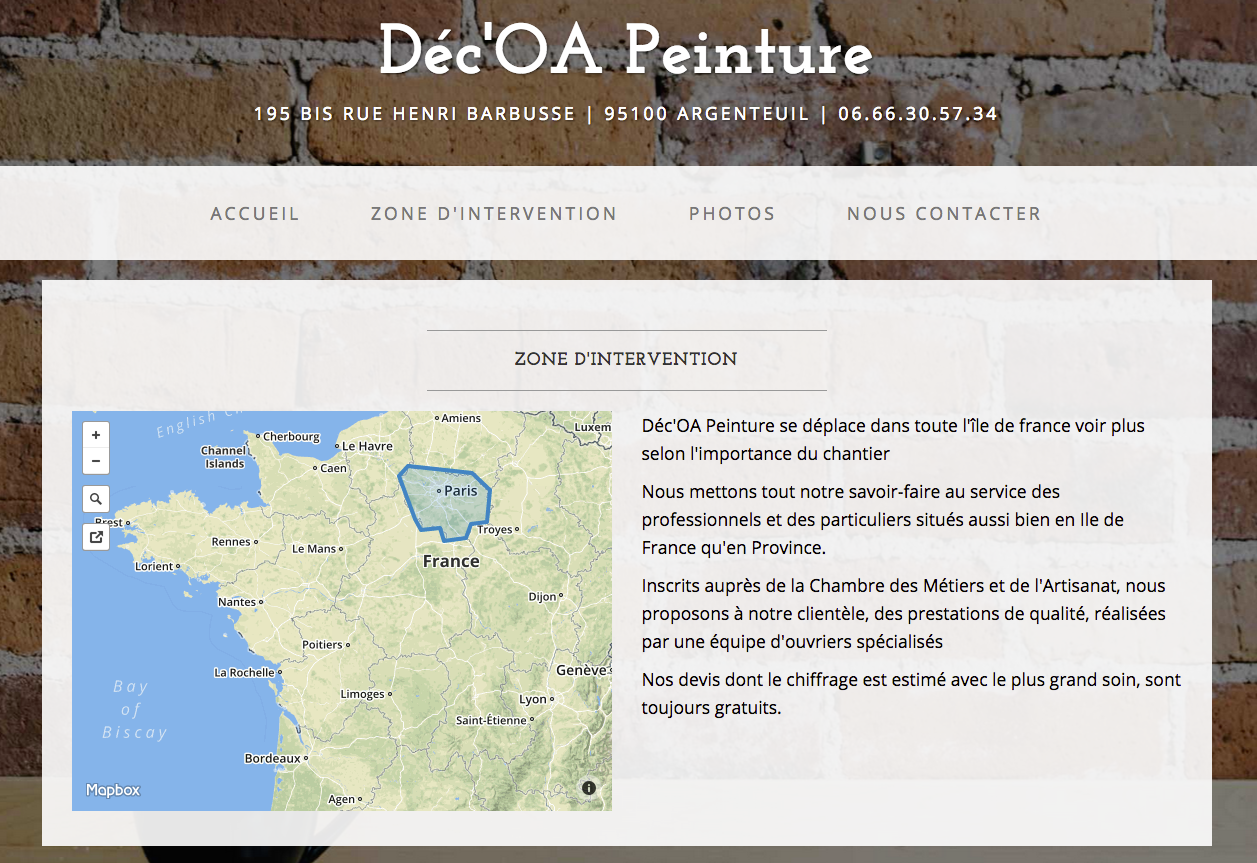 Déc'OA Peinture
195 BIS RUE HENRI BARBUSSE | 95100 ARGENTEUIL | 06.66.30.57.34
ACCUEIL
ZONE D'INTERVENTION
PHOTOS
NOUS CONTACTER
ZONE D'INTERVENTION
English Ch
Amiens
Luxem
Cherbourg
Le Havre
Channel
Islands
Caen
Paris
Brest
Troyes
Rennes
Le Mans
France
Lorient
Dijon
Nantes
Poitiers
La Rochelle
Genève
Bay
of
Biscay
Limoges
Lyon
Saint-Étienne
Bordeaux
Mapbox
Agen
Déc'OA Peinture se déplace dans toute l'île de france voir plus
selon l'importance du chantier
Nous mettons tout notre savoir-faire au service des
professionnels et des particuliers situés aussi bien en Ile de
France qu'en Province.
Inscrits auprès de la Chambre des Métiers et de l'Artisanat, nous
proposons à notre clientèle, des prestations de qualité, réalisées
par une équipe d'ouvriers spécialisés
Nos devis dont le chiffrage est estimé avec le plus grand soin, sont
toujours gratuits.